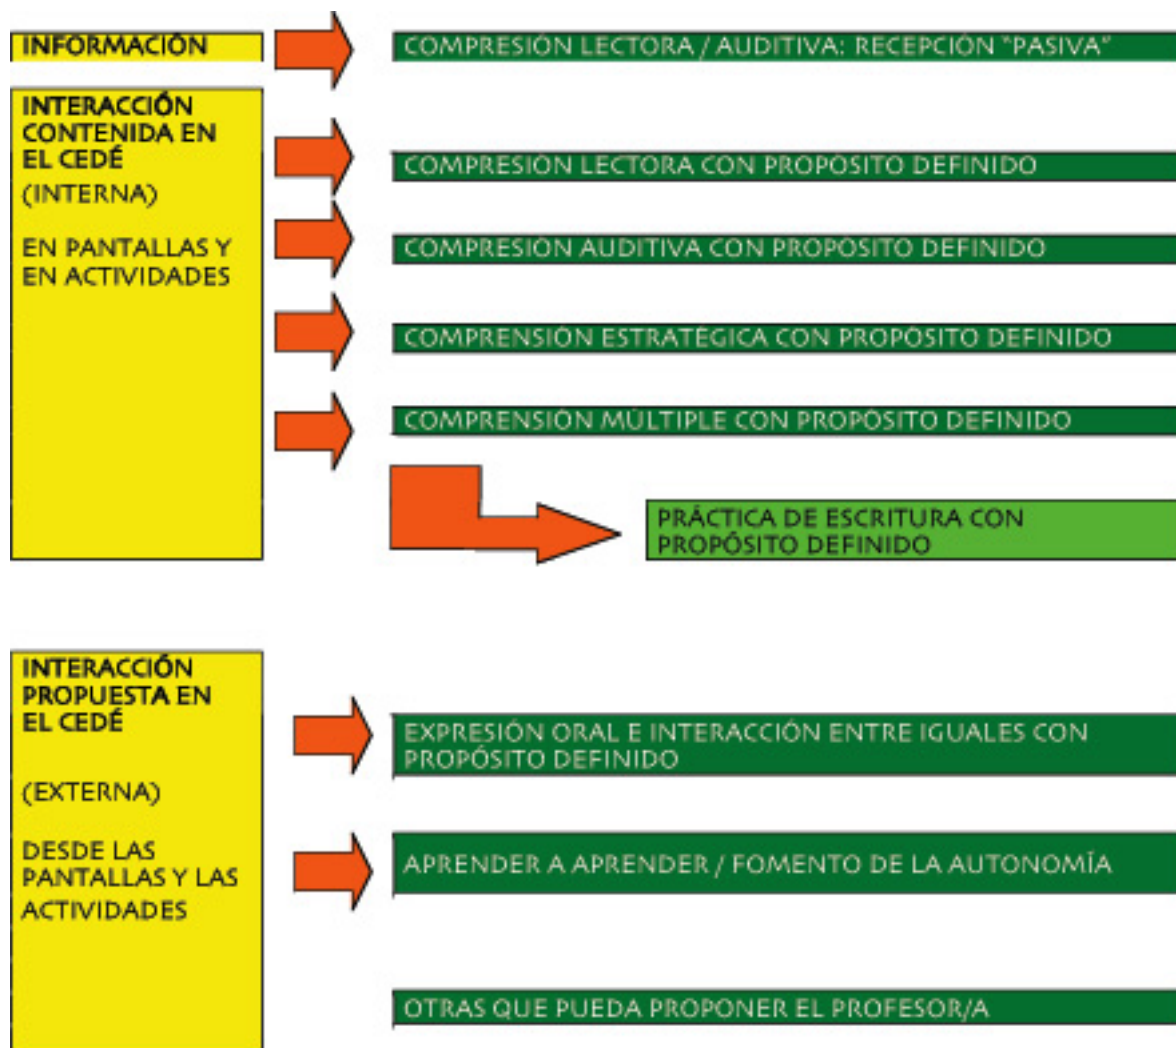 INFORMACIÓN
COMPRESIÓN LECTORA / AUDITIVA: RECEPCIÓN "PASIVA"
INTERACCIÓN
CONTENIDA EN
EL CEDÉ
(INTERNA)
EN PANTALLAS Y
EN ACTIVIDADES
COMPRESIÓN LECTORA CON PROPÓSITO DEFINIDO
COMPRESIÓN AUDITIVA CON PROPÓSITO DEFINIDO
COMPRENSIÓN ESTRATÉGICA CON PROPÓSITO DEFINIDO
COMPRENSIÓN MÚLTIPLE CON PROPÓSITO DEFINIDO
PRÁCTICA DE ESCRITURA CON
PROPÓSITO DEFINIDO
INTERACCIÓN
PROPUESTA EN
EL CEDÉ
(EXTERNA)
DESDE LAS
PANTALLAS Y LAS
ACTIVIDADES
EXPRESIÓN ORAL E INTERACCIÓN ENTRE IGUALES CON
PROPÓSITO DEFINIDO
APRENDER A APRENDER / FOMENTO DE LA AUTONOMÍA
OTRAS QUE PUEDA PROPONER EL PROFESOR/A